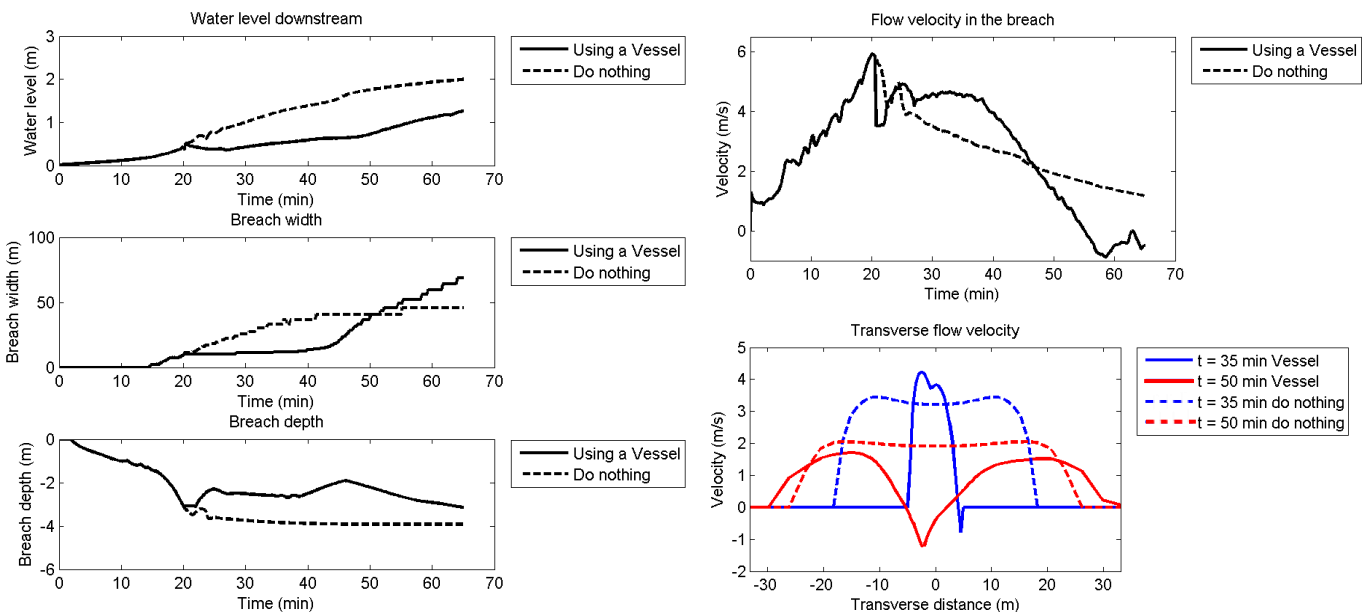 Water level downstream
Water level (m)
3
2
1
0
0 10 20 30 40 50 60 70
Time (min)
Using a Vessel
Do nothing
Breach width
Breach width (m)
100
50
0
0 10 20 30 40 50 60 70
Time (min)
Using a Vessel
Do nothing
Breach depth
Breach depth (m)
0
-2
-4
-6
0 10 20 30 40 50 60 70
Time (min)
Using a Vessel
Do nothing
Flow velocity in the breach
Velocity (m/s)
6
4
2
0
0 10 20 30 40 50 60 70
Time (min)
Using a Vessel
Do nothing
Transverse flow velocity
Velocity (m/s)
5
4
3
2
1
0
-1
-2
-30 -20 -10 0 10 20 30
Transverse distance (m)
t = 35 min Vessel
t = 50 min Vessel
t = 35 min do nothing
t = 50 min do nothing